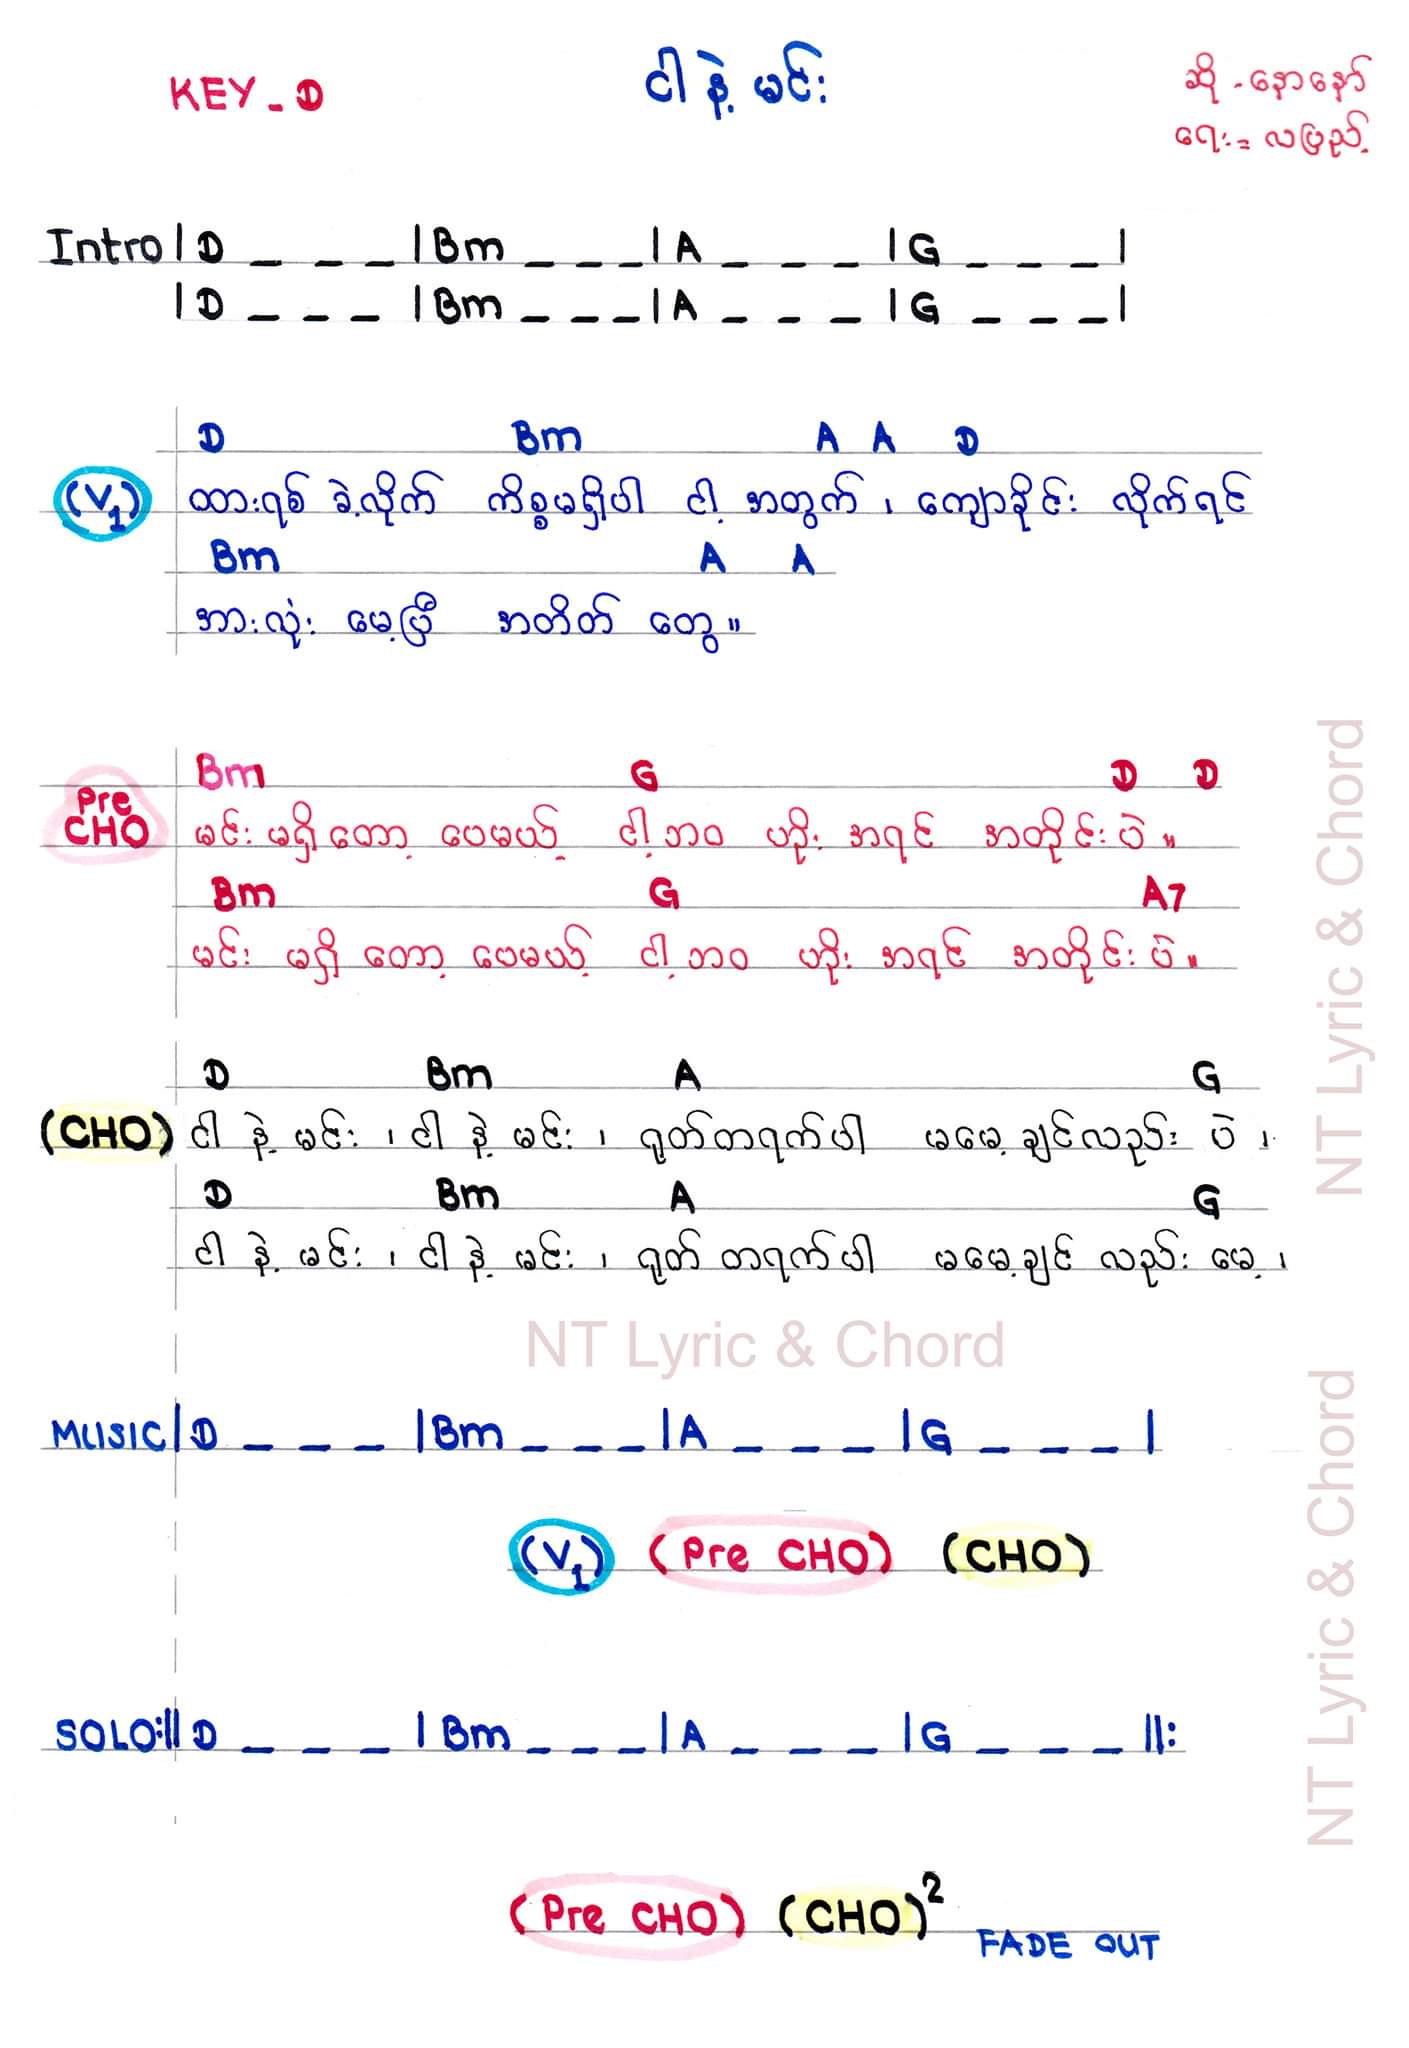 KEY - D
ငါ နဲ့ မင်း
ဆို - နောနော်
ရေး = လပြည့်
Intro | D _ _ _ | Bm _ _ _ | A _ _ _ | G _ _ _ |
| D _ _ _ | Bm _ _ _ | A _ _ _ | G _ _ _ |
D Bm A A D
(V1) ထားရစ် ခဲ့လိုက် ကိစ္စမရှိပါ ငါ့ အတွက် ၊ ကျောခိုင်း လိုက်ရင်
Bm A A
အားလုံး မေ့ပြီ အတိတ် တွေ။
Bm G D D
Pre CHO မင်း မရှိ တော့ ပေမယ့် ငါ့ ဘဝ ဟာ အရင် အတိုင်း ပဲ ။
Bm G A7
မင်း မရှိ တော့ ပေမယ့် ငါ့ ဘဝ ဟာ အရင် အတိုင်း ပဲ ။
D Bm A G
(CHO) ငါ နဲ့ မင်း ၊ ငါ နဲ့ မင်း ၊ ရုတ်တရက်ပါ မမေ့ ချင်လည်း ပဲ ၊
D Bm A G
ငါ နဲ့ မင်း ၊ ငါ နဲ့ မင်း ၊ ရုတ် တရက်ပါ မမေ့ချင် လည်း မေ့ ၊
NT Lyric & Chord
NT Lyric & Chord
MUSIC | D _ _ _ | Bm _ _ _ | A _ _ _ | G _ _ _ |
(V1) (Pre CHO) (CHO)
NT Lyric & Chord
SOLO :|| D _ _ _ | Bm _ _ _ | A _ _ _ | G _ _ _ ||:
(Pre CHO) (CHO)²
FADE OUT